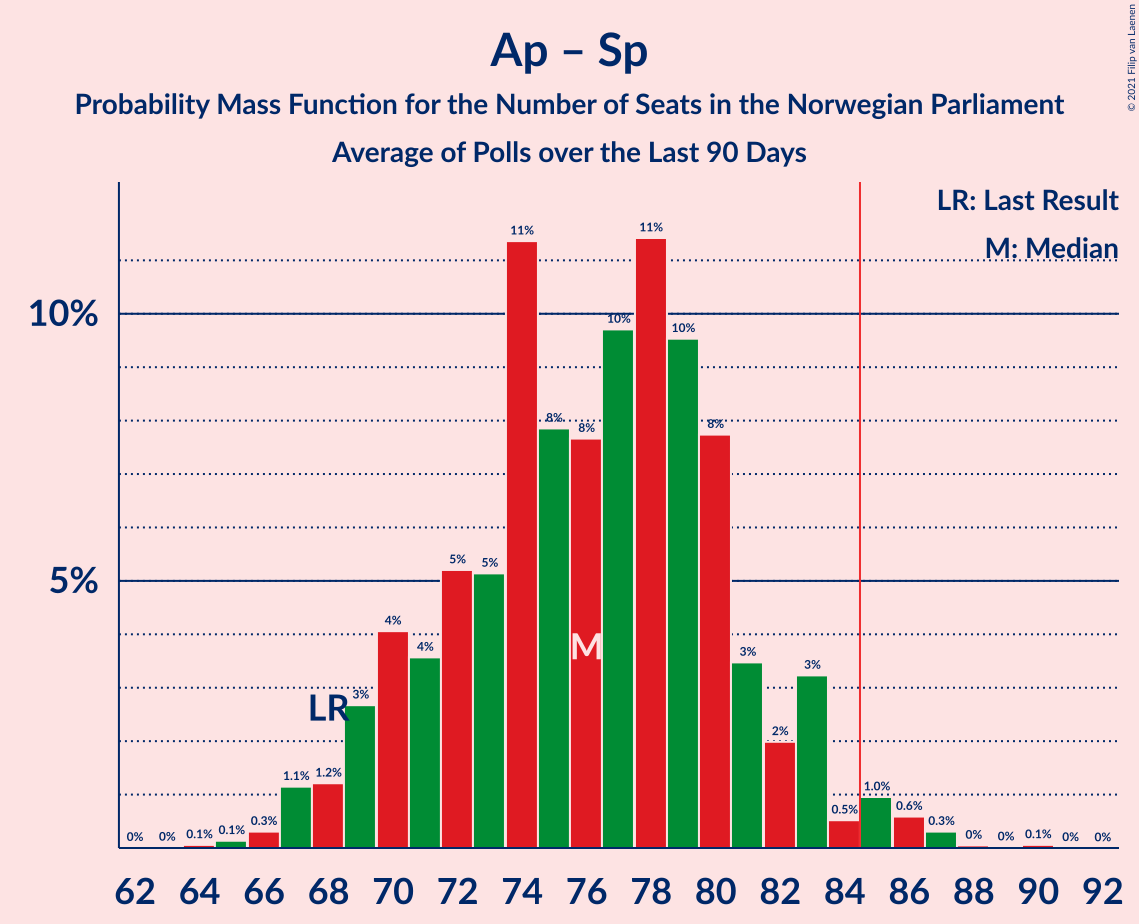 Ap – Sp
Probability Mass Function for the Number of Seats in the Norwegian Parliament
Average of Polls over the Last 90 Days
© 2021 Filip van Laenen
LR: Last Result
M: Median
10%
5%
0% 0% 0.1% 0.1% 0.3% 1.1% 1.2% 3% 4% 4% 5% 5% 11% 8% 8% 10% 11% 10% 8% 3% 2% 3% 0.5% 1.0% 0.6% 0.3% 0% 0% 0.1% 0% 0%
LR
M
62 64 66 68 70 72 74 76 78 80 82 84 86 88 90 92